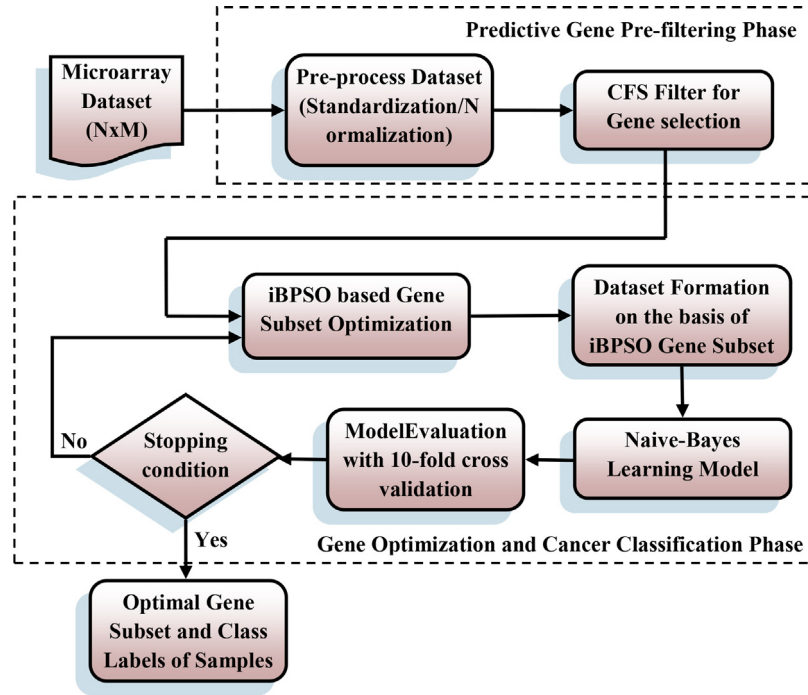 Predictive Gene Pre-filtering Phase
Microarray
Dataset
(NxM)
Pre-process Dataset
(Standardization/N
ormalization)
CFS Filter for
Gene selection
iBPSO based Gene
Subset Optimization
Dataset Formation
on the basis of
iBPSO Gene Subset
Naive-Bayes
Learning Model
ModelEvaluation
with 10-fold cross
validation
Stopping
condition
No
Yes
Gene Optimization and Cancer Classification Phase
Optimal Gene
Subset and Class
Labels of Samples